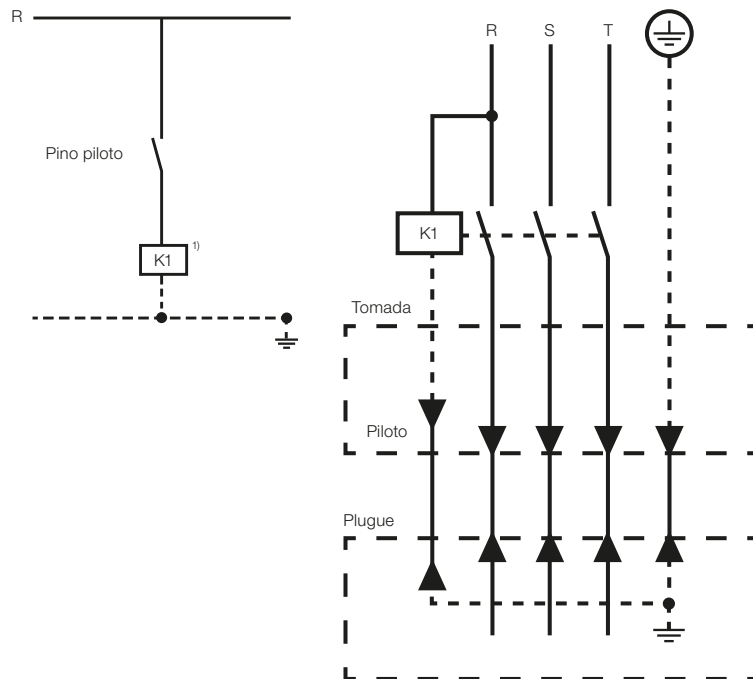 R
Pino piloto
K1 1)
R S T
K1
Tomada
Piloto
Plugue